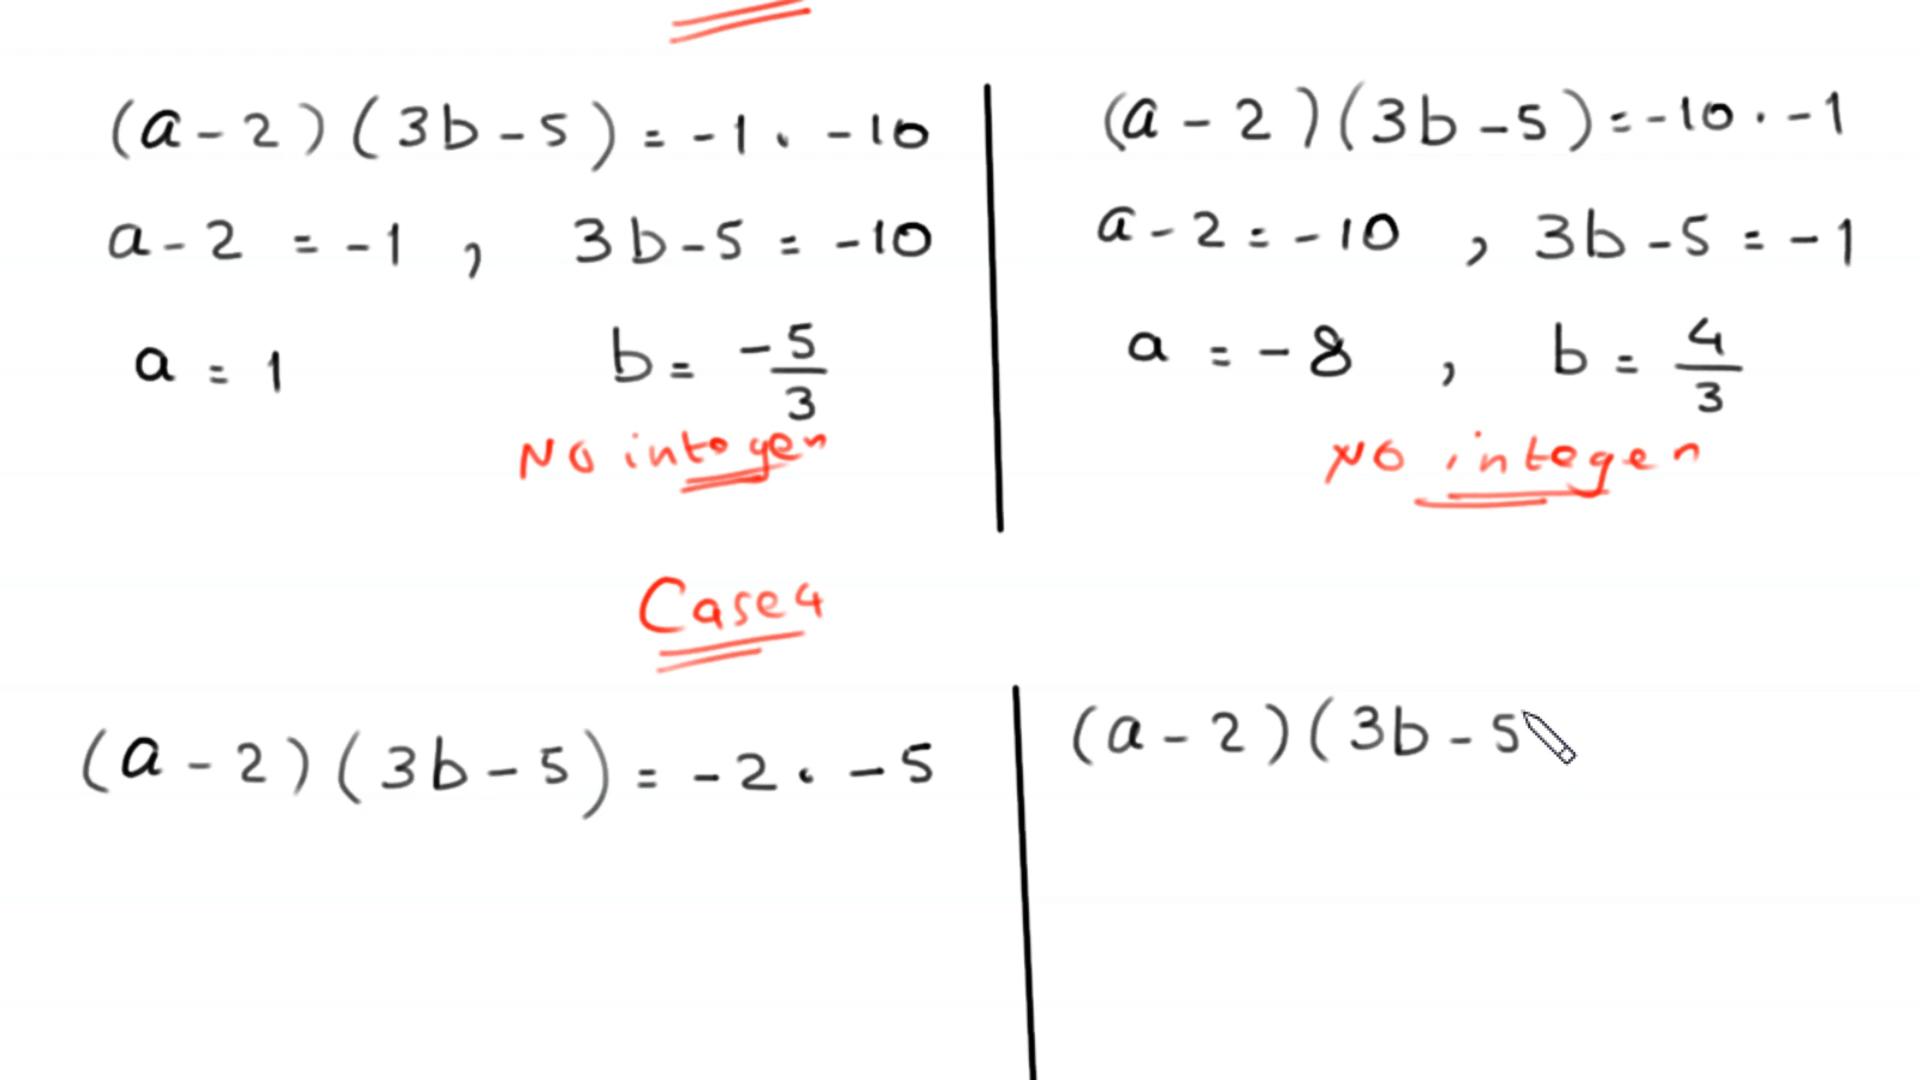 (a-2)(3b-5) = -1 · -10
a-2 = -1 , 3b-5 = -10
a = 1 b = -5/3
No integer
(a-2)(3b-5) = -10 · -1
a-2 = -10 , 3b-5 = -1
a = -8 , b = 4/3
No integer
Case 4
(a-2)(3b-5) = -2 · -5
(a-2)(3b-5